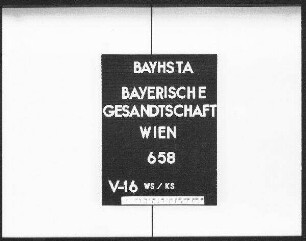 BAYHSTA
BAYERISCHE
GESANDTSCHAFT
WIEN
658
V-16 WS / KS